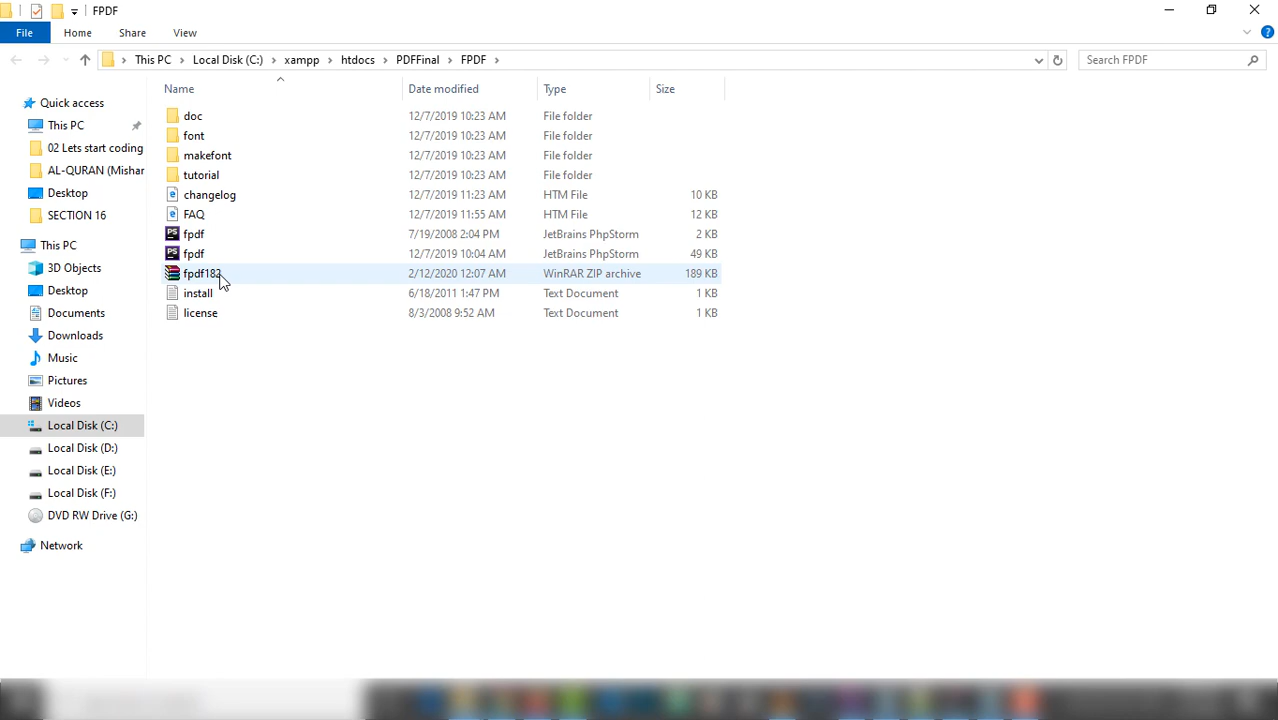 FPDF
File Home Share View
This PC Local Disk (C:) xampp htdocs PDFFinal FPDF Search FPDF
Name Date modified Type Size
Quick access
This PC
02 Lets start coding
AL-QURAN (Mishar
Desktop
SECTION 16
This PC
3D Objects
Desktop
Documents
Downloads
Music
Pictures
Videos
Local Disk (C:)
Local Disk (D:)
Local Disk (E:)
Local Disk (F:)
DVD RW Drive (G:)
Network
doc 12/7/2019 10:23 AM File folder
font 12/7/2019 10:23 AM File folder
makefont 12/7/2019 10:23 AM File folder
tutorial 12/7/2019 10:23 AM File folder
changelog 12/7/2019 11:23 AM HTM File 10 KB
FAQ 12/7/2019 11:55 AM HTM File 12 KB
fpdf 7/19/2008 2:04 PM JetBrains PhpStorm 2 KB
fpdf 12/7/2019 10:04 AM JetBrains PhpStorm 49 KB
fpdf182 2/12/2020 12:07 AM WinRAR ZIP archive 189 KB
install 6/18/2011 1:47 PM Text Document 1 KB
license 8/3/2008 9:52 AM Text Document 1 KB